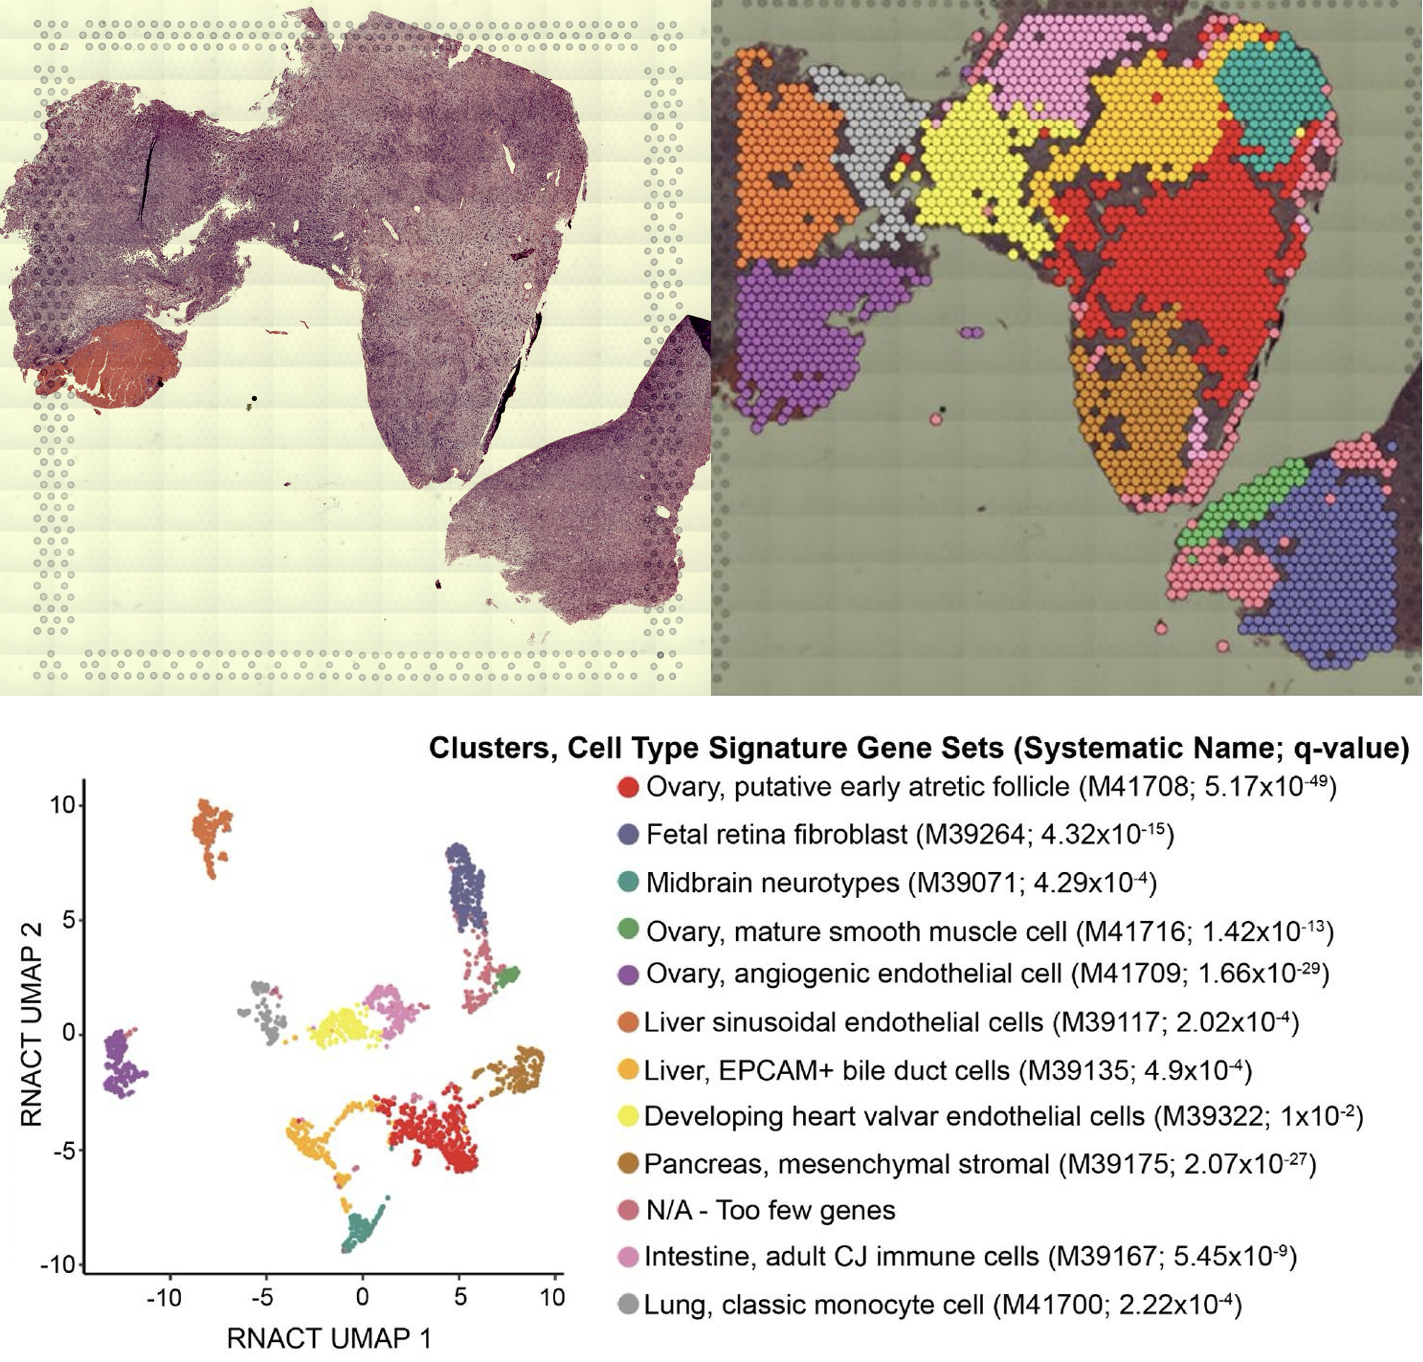 Clusters, Cell Type Signature Gene Sets (Systematic Name; q-value)
Ovary, putative early atretic follicle (M41708; 5.17x10⁻⁴⁹)
Fetal retina fibroblast (M39264; 4.32x10⁻¹⁵)
Midbrain neurotypes (M39071; 4.29x10⁻⁴)
Ovary, mature smooth muscle cell (M41716; 1.42x10⁻¹³)
Ovary, angiogenic endothelial cell (M41709; 1.66x10⁻²⁹)
Liver sinusoidal endothelial cells (M39117; 2.02x10⁻⁴)
Liver, EPCAM+ bile duct cells (M39135; 4.9x10⁻⁴)
Developing heart valvar endothelial cells (M39322; 1x10⁻²)
Pancreas, mesenchymal stromal (M39175; 2.07x10⁻²⁷)
N/A - Too few genes
Intestine, adult CJ immune cells (M39167; 5.45x10⁻⁹)
Lung, classic monocyte cell (M41700; 2.22x10⁻⁴)
RNACT UMAP 2
10
5
0
-5
-10
-10 -5 0 5 10
RNACT UMAP 1